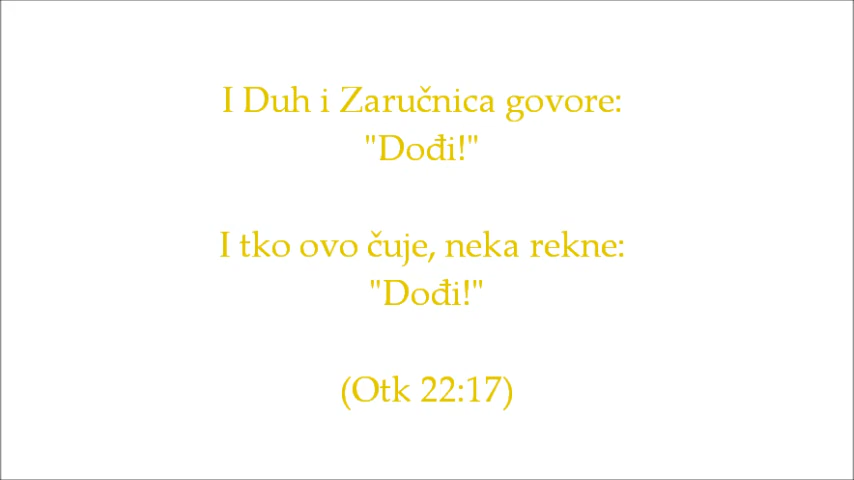 I Duh i Zaručnica govore:
"Dođi!"
I tko ovo čuje, neka rekne:
"Dođi!"
(Otk 22:17)